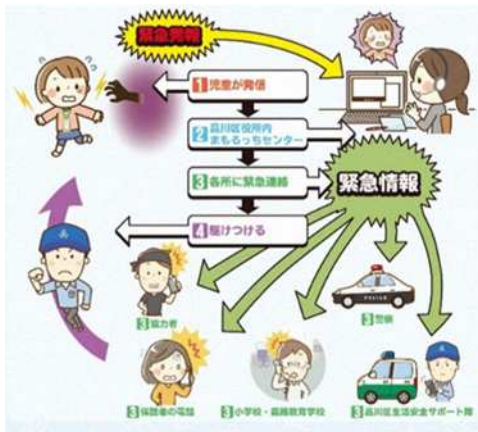 緊急発報
1 児童が発信
2 品川区役所内
まもるっちセンター
3 各所に緊急連絡
緊急情報
4 駆けつける
3 協力者
3 警察
3 保護者の電話
3 小学校・義務教育学校
3 品川区生活安全サポート隊